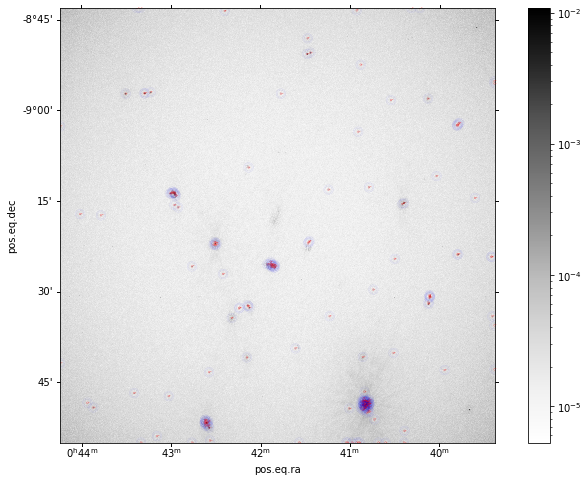 -8°45'
-9°00'
15'
30'
45'
pos.eq.dec
0ʰ44ᵐ
43ᵐ
42ᵐ
41ᵐ
40ᵐ
pos.eq.ra
10⁻²
10⁻³
10⁻⁴
10⁻⁵